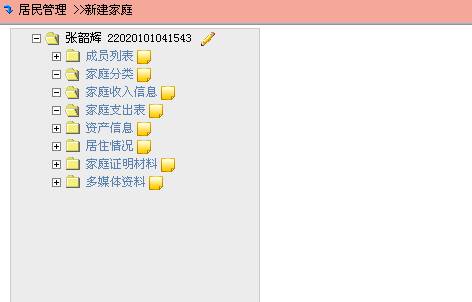 居民管理 >>新建家庭
张韶辉 22020101041543
成员列表
家庭分类
家庭收入信息
家庭支出表
资产信息
居住情况
家庭证明材料
多媒体资料